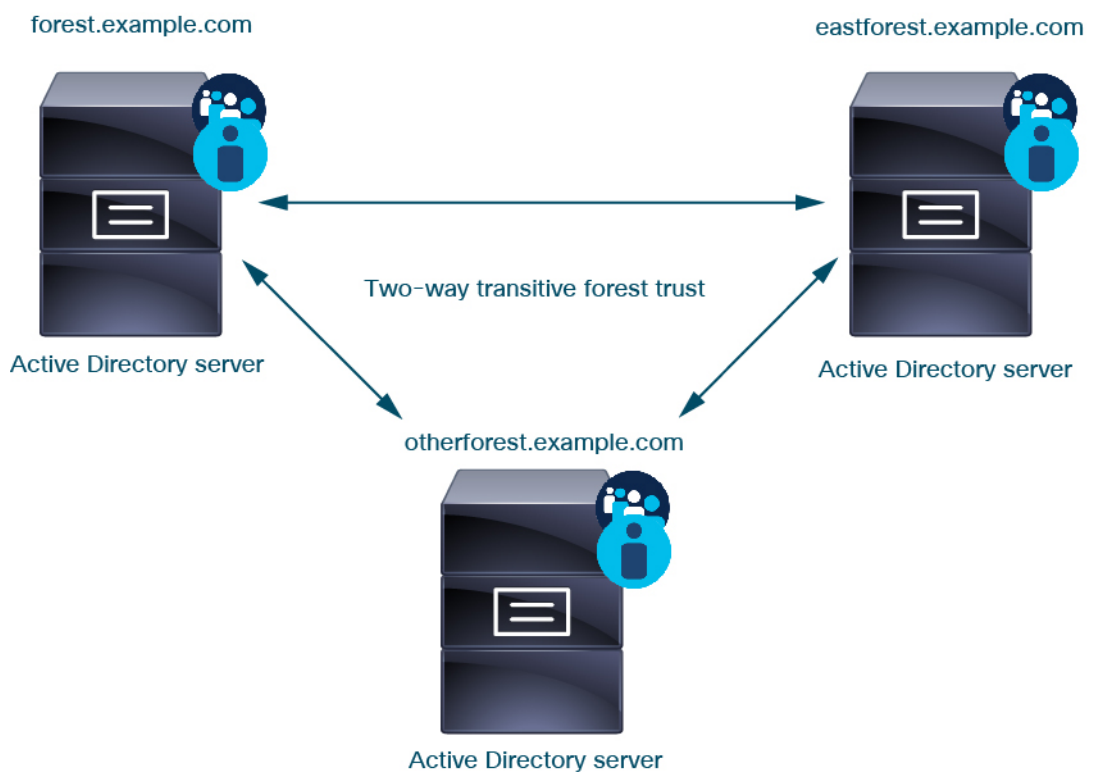 forest.example.com
eastforest.example.com
Two-way transitive forest trust
Active Directory server
Active Directory server
otherforest.example.com
Active Directory server